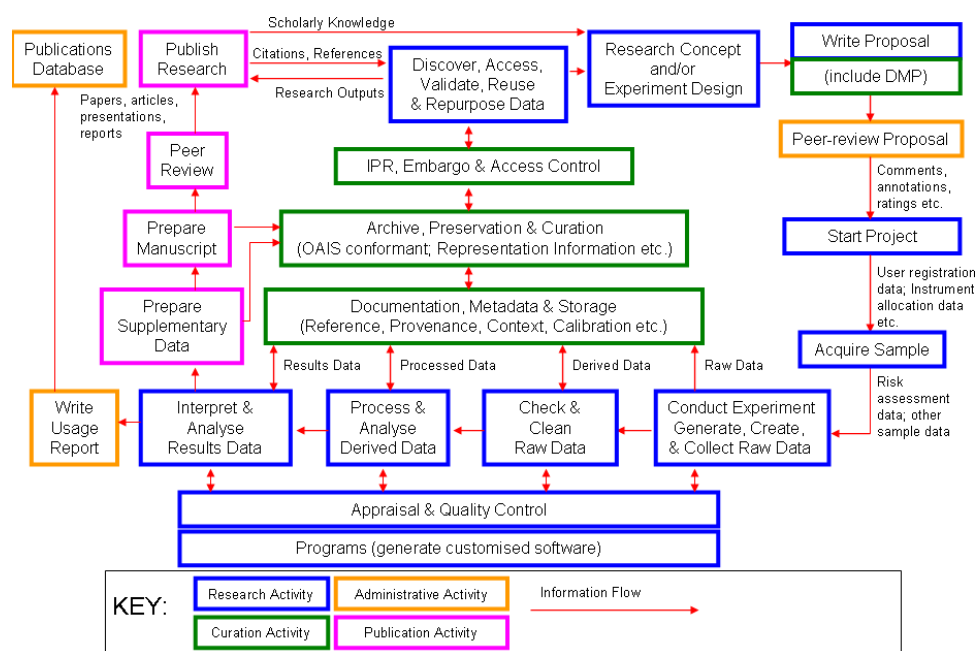 Scholarly Knowledge
Publications
Database
Publish
Research
Citations, References
Research Outputs
Discover, Access,
Validate, Reuse
& Repurpose Data
Research Concept
and/or
Experiment Design
Write Proposal
(include DMP)
Papers, articles,
presentations,
reports
Peer
Review
IPR, Embargo & Access Control
Peer-review Proposal
Comments,
annotations,
ratings etc.
Prepare
Manuscript
Archive, Preservation & Curation
(OAIS conformant; Representation Information etc.)
Start Project
User registration
data; Instrument
allocation data
etc.
Prepare
Supplementary
Data
Documentation, Metadata & Storage
(Reference, Provenance, Context, Calibration etc.)
Acquire Sample
Results Data
Processed Data
Derived Data
Raw Data
Risk
assessment
data; other
sample data
Write
Usage
Report
Interpret &
Analyse
Results Data
Process &
Analyse
Derived Data
Check &
Clean
Raw Data
Conduct Experiment
Generate, Create,
& Collect Raw Data
Appraisal & Quality Control
Programs (generate customised software)
KEY:
Research Activity
Administrative Activity
Information Flow
Curation Activity
Publication Activity